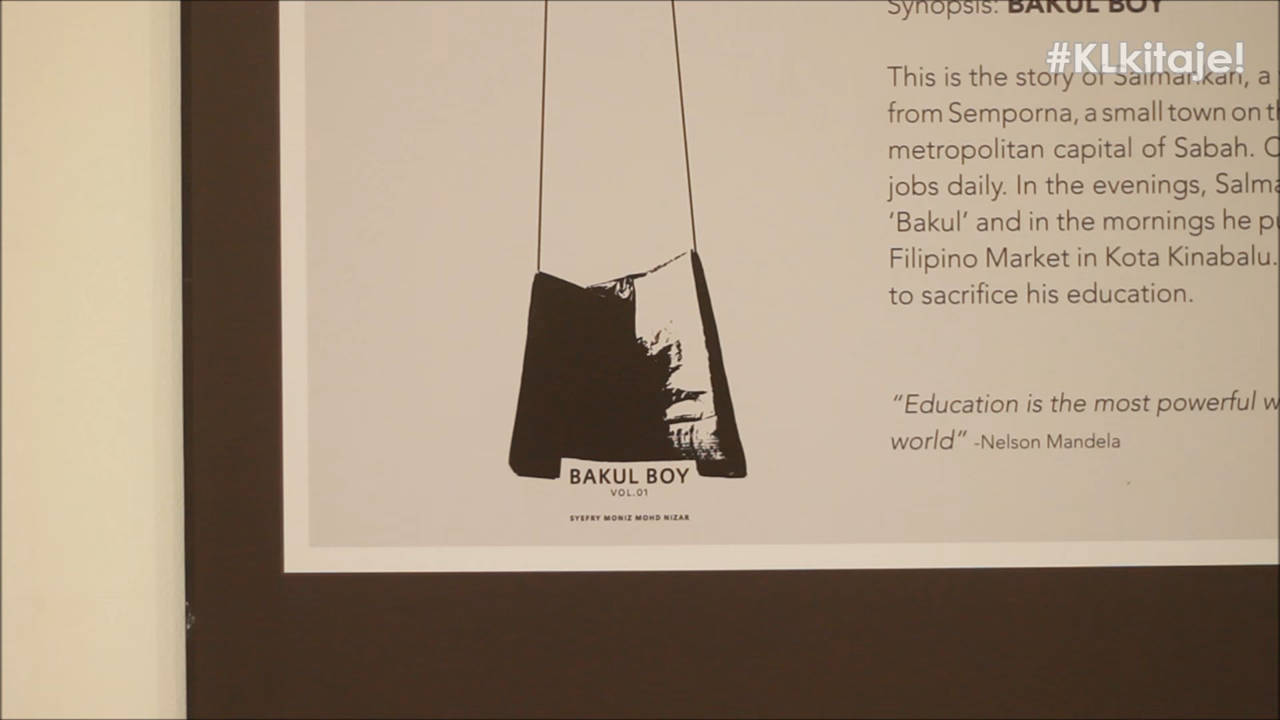 Synopsis: BAKUL BOY
#KLkitaje!
This is the story of Salmankan, a
from Semporna, a small town on
metropolitan capital of Sabah.
jobs daily. In the evenings,
'Bakul' and in the mornings he
Filipino Market in Kota Kinabalu.
to sacrifice his education.
"Education is the most powerful
world" -Nelson Mandela
BAKUL BOY
VOL.01
SYEFRY MONIZ MOHD NIZAR